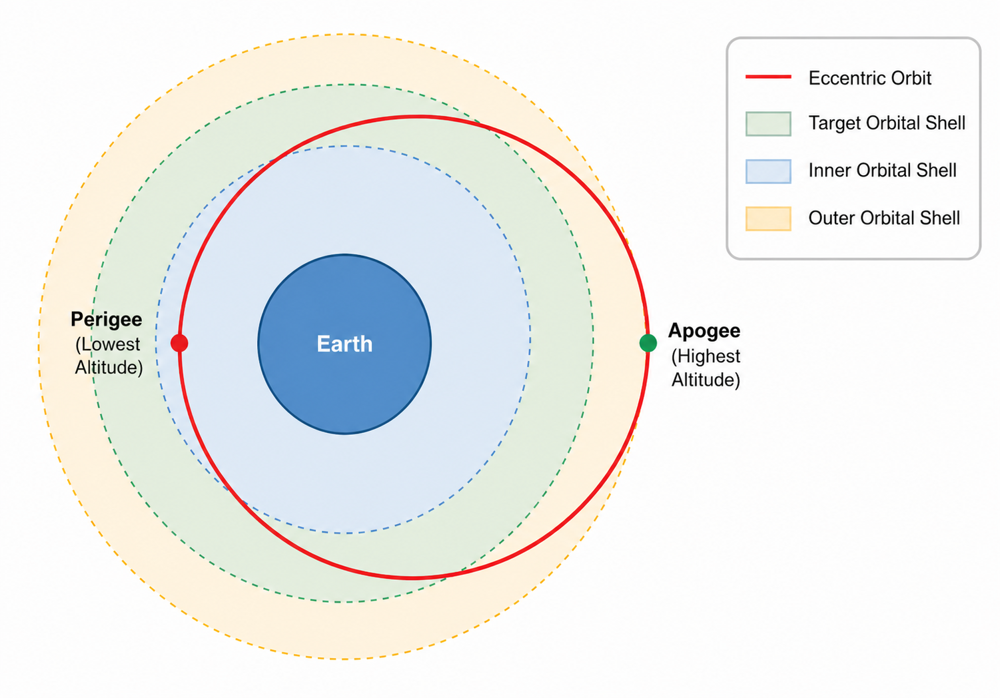 Eccentric Orbit
Target Orbital Shell
Inner Orbital Shell
Outer Orbital Shell
Perigee
(Lowest
Altitude)
Earth
Apogee
(Highest
Altitude)